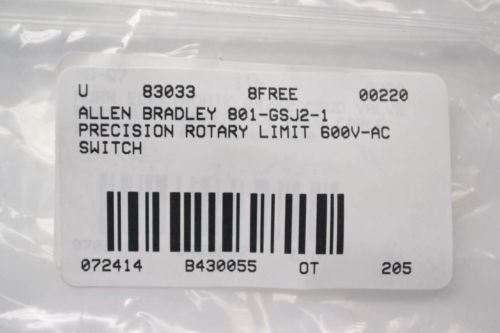 U 83033 8FREE 00220
ALLEN BRADLEY 801-GSJ2-1
PRECISION ROTARY LIMIT 600V-AC
SWITCH
072414 B430055 OT 205